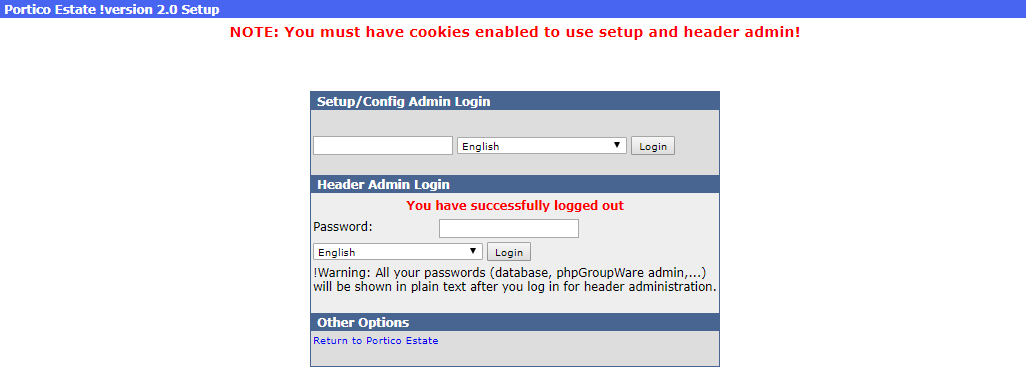 Portico Estate !version 2.0 Setup
NOTE: You must have cookies enabled to use setup and header admin!
Setup/Config Admin Login
English Login
Header Admin Login
You have successfully logged out
Password:
English Login
!Warning: All your passwords (database, phpGroupWare admin,...)
will be shown in plain text after you log in for header administration.
Other Options
Return to Portico Estate